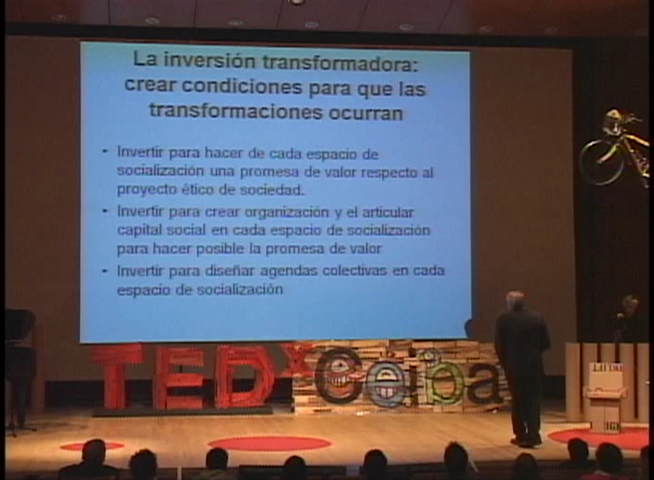 La inversión transformadora:
crear condiciones para que las
transformaciones ocurran
• Invertir para hacer de cada espacio de
socialización una promesa de valor respecto al
proyecto ético de sociedad.
• Invertir para crear organización y el articular
capital social en cada espacio de socialización
para hacer posible la promesa de valor
• Invertir para diseñar agendas colectivas en cada
espacio de socialización
TEDxCeiba